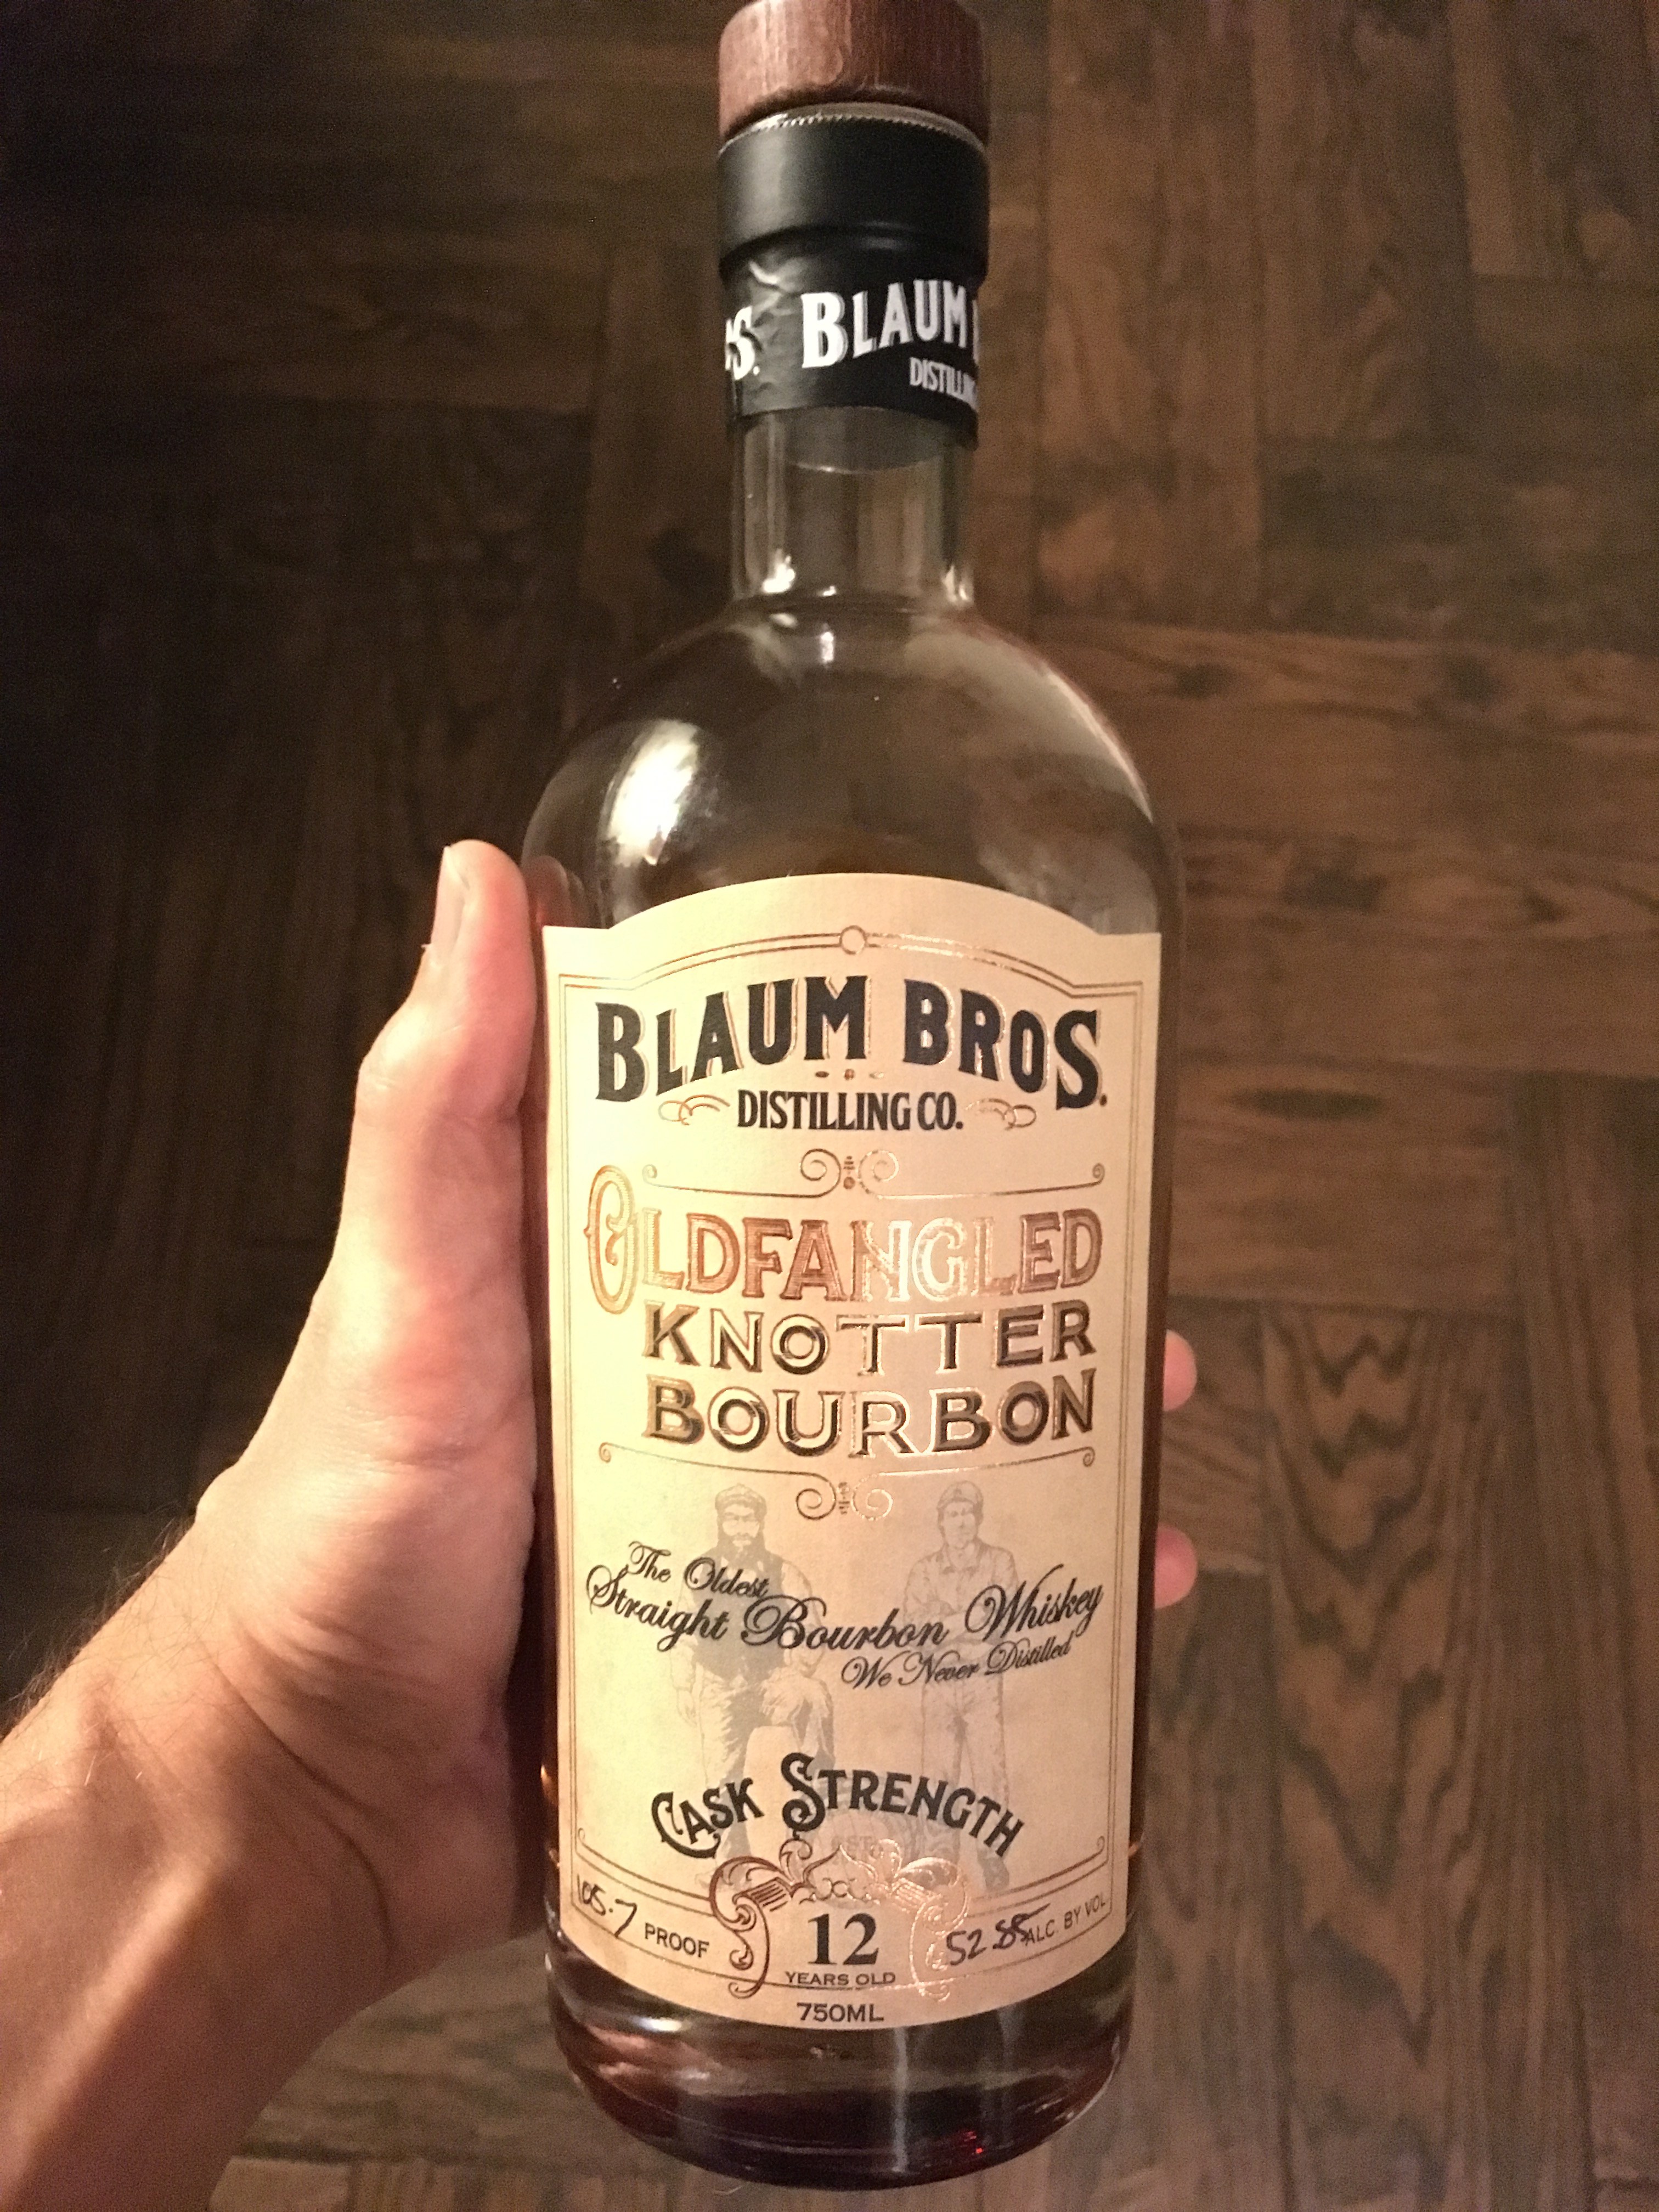 OS. BLAUM
DISTILLING
BLAUM BROS.
DISTILLING CO.
OLDFANGLED
KNOTTER
BOURBON
The Oldest
Straight Bourbon Whiskey
We Never Distilled
CASK STRENGTH
105.7 PROOF
12
YEARS OLD
52.85 ALC. BY VOL
750ML